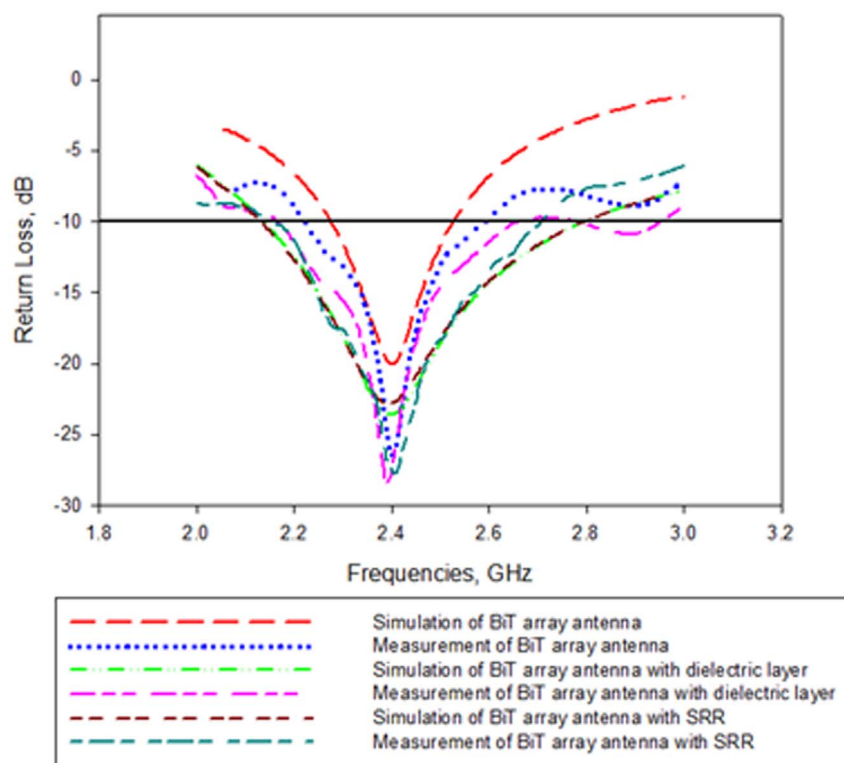 0
-5
-10
-15
-20
-25
-30
Return Loss, dB
1.8 2.0 2.2 2.4 2.6 2.8 3.0 3.2
Frequencies, GHz
Simulation of BiT array antenna
Measurement of BiT array antenna
Simulation of BiT array antenna with dielectric layer
Measurement of BiT array antenna with dielectric layer
Simulation of BiT array antenna with SRR
Measurement of BiT array antenna with SRR